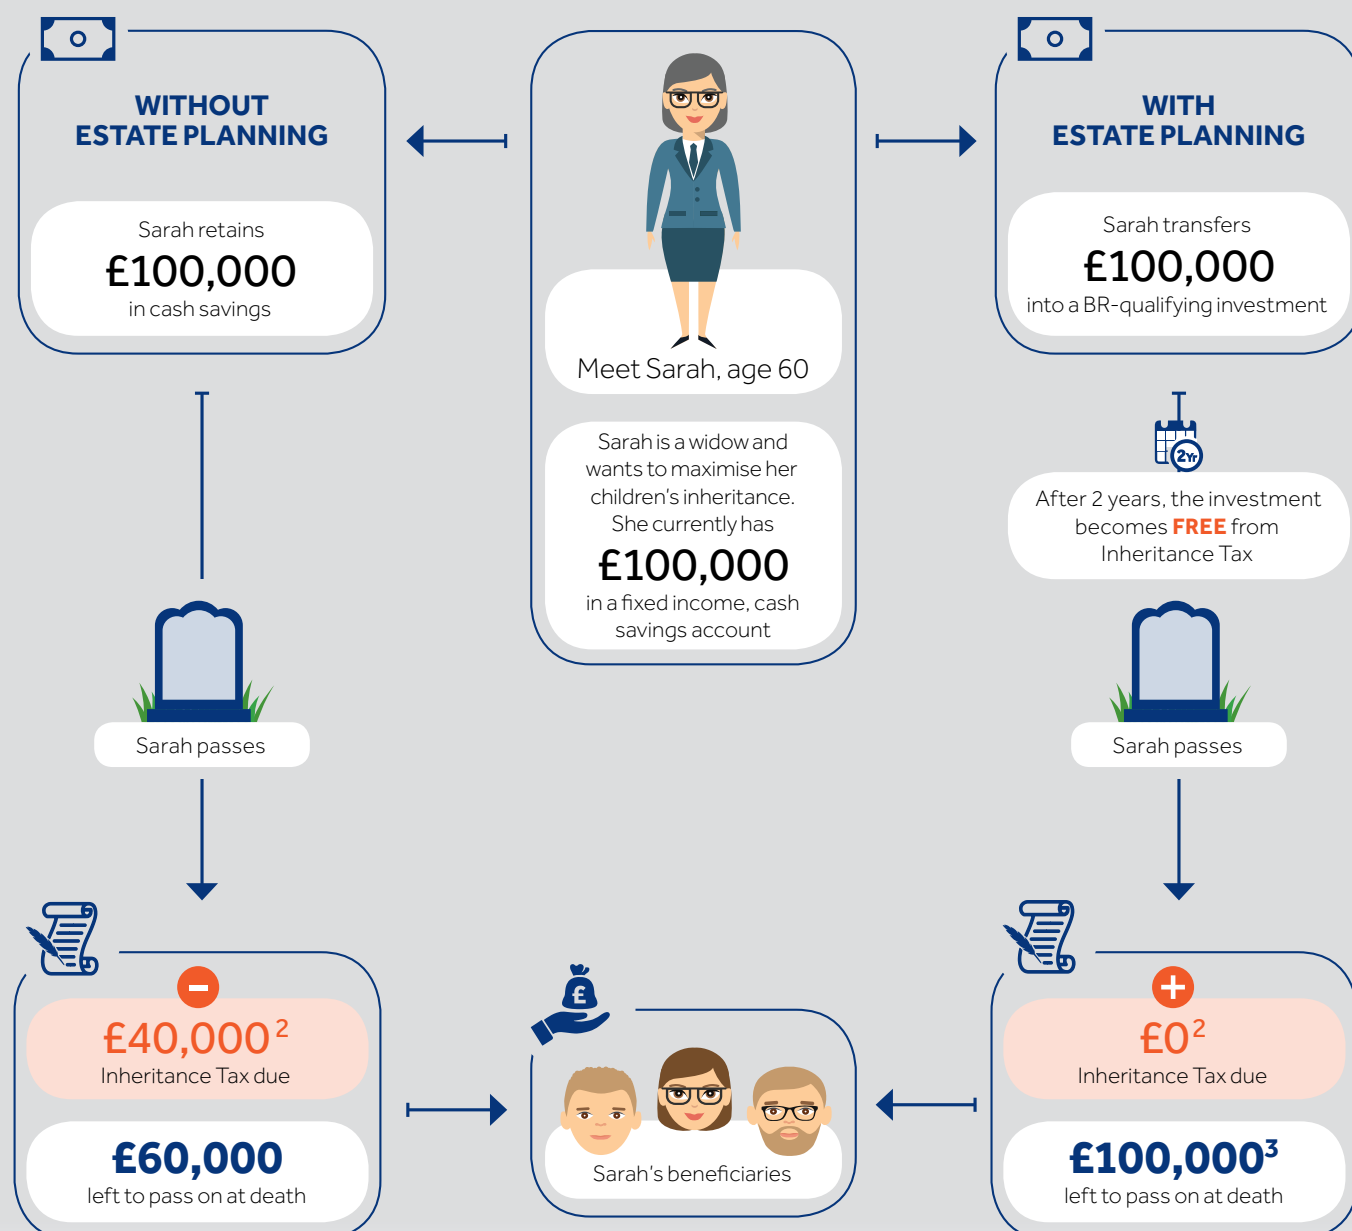 WITHOUT
ESTATE PLANNING
Sarah retains
£100,000
in cash savings
Meet Sarah, age 60
Sarah is a widow and
wants to maximise her
children's inheritance.
She currently has
£100,000
in a fixed income, cash
savings account
WITH
ESTATE PLANNING
Sarah transfers
£100,000
into a BR-qualifying investment
2Yr
After 2 years, the investment
becomes FREE from
Inheritance Tax
Sarah passes
Sarah passes
£40,000²
Inheritance Tax due
£60,000
left to pass on at death
£
Sarah's beneficiaries
£0²
Inheritance Tax due
£100,000³
left to pass on at death